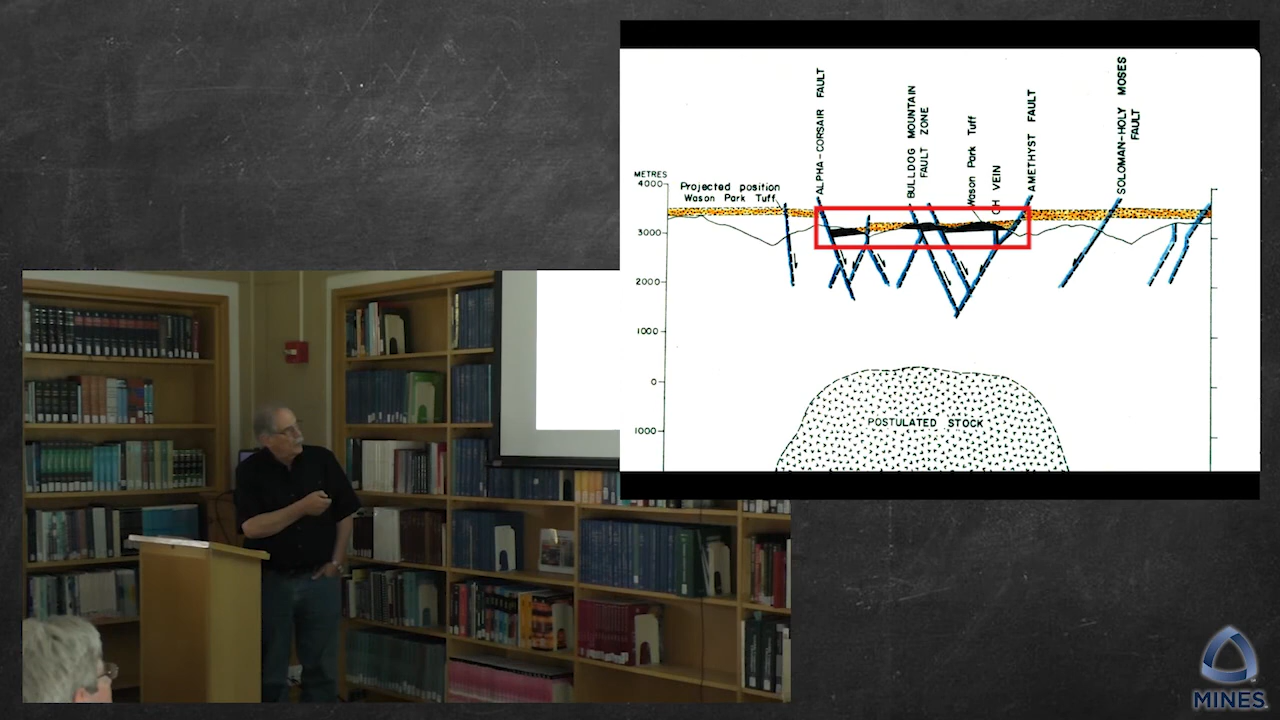 METRES
4000
3000
2000
1000
0
1000
Projected position
Wason Park Tuff
ALPHA-CORSAIR FAULT
BULLDOG MOUNTAIN
FAULT ZONE
Wason Park Tuff
OH VEIN
AMETHYST FAULT
SOLOMAN-HOLY MOSES
FAULT
POSTULATED STOCK
MINES